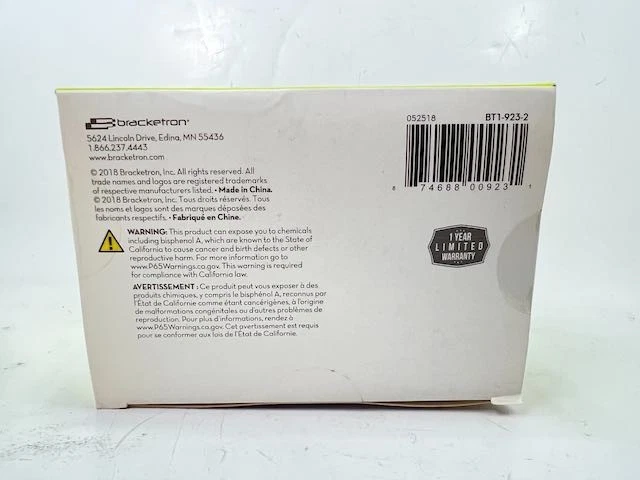 bracketron™
5624 Lincoln Drive, Edina, MN 55436
1.866.237.4443
www.bracketron.com
© 2018 Bracketron, Inc. All rights reserved. All
trade names and logos are registered trademarks
of respective manufacturers listed. • Made in China.
© 2018 Bracketron, Inc. Tous droits réservés. Tous
les noms et logos sont des marques déposées des
fabricants respectifs. • Fabriqué en Chine.
WARNING: This product can expose you to chemicals
including bisphenol A, which are known to the State of
California to cause cancer and birth defects or other
reproductive harm. For more information go to
www.P65Warnings.ca.gov. This warning is required
for compliance with California law.
AVERTISSEMENT : Ce produit peut vous exposer à des
produits chimiques, y compris le bisphénol A, reconnus par
l'État de Californie comme étant cancérigènes, à l'origine
de malformations congénitales ou d'autres problèmes de
reproduction. Pour plus d'informations, rendez à
www.P65Warnings.ca.gov. Cet avertissement est requis
pour se conformer aux lois de l'État de Californie.
052518 BT1-923-2
8 74688 00923 1
1 YEAR
LIMITED
WARRANTY